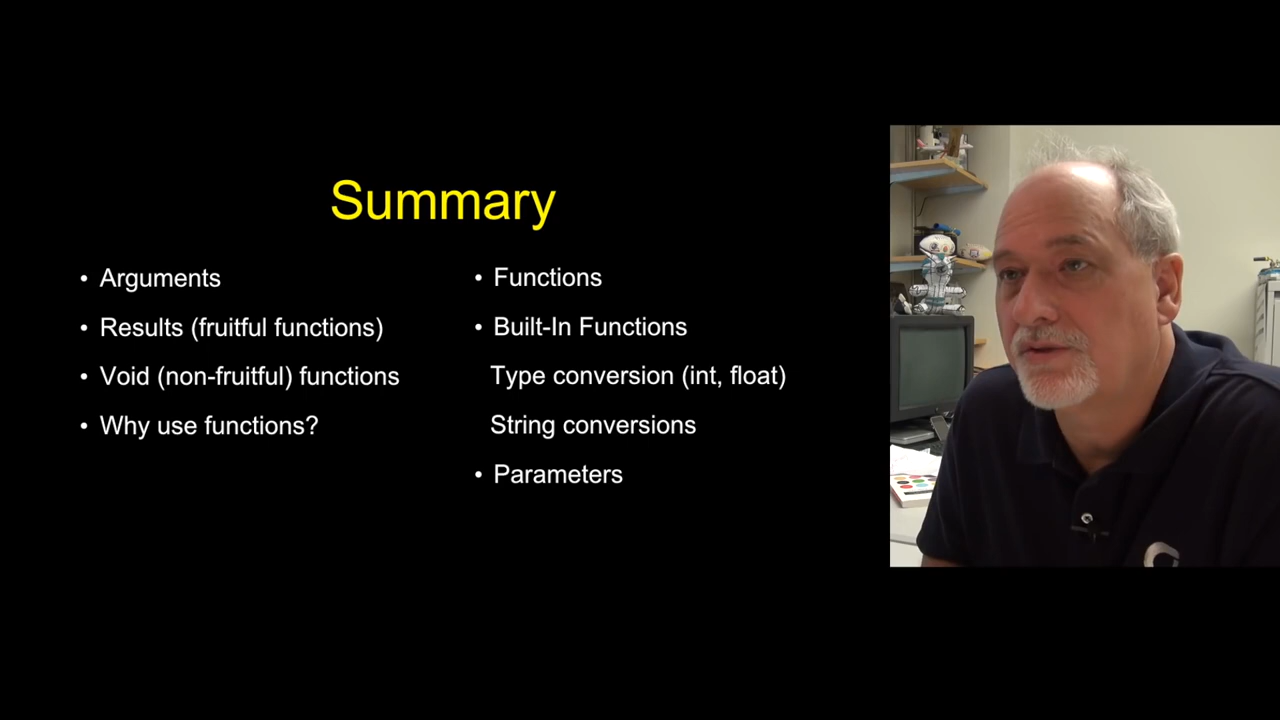 Summary
• Arguments
• Results (fruitful functions)
• Void (non-fruitful) functions
• Why use functions?
• Functions
• Built-In Functions
Type conversion (int, float)
String conversions
• Parameters